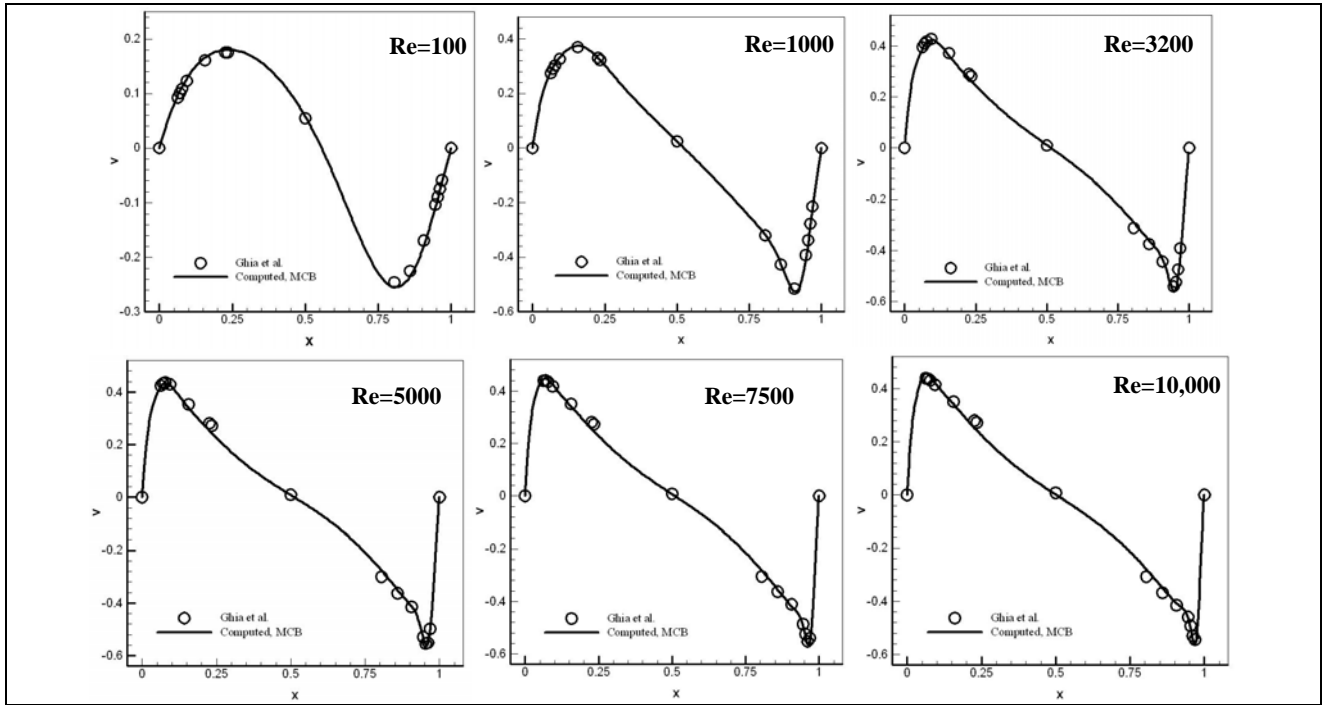 Re=100
0.2
0.1
0
-0.1
-0.2
-0.3
v
Ghia et al.
Computed, MCB
0 0.25 0.5 0.75 1
x
Re=1000
0.4
0.2
0
-0.2
-0.4
-0.6
v
Ghia et al.
Computed, MCB
0 0.25 0.5 0.75 1
x
Re=3200
0.4
0.2
0
-0.2
-0.4
-0.6
v
Ghia et al.
Computed, MCB
0 0.25 0.5 0.75 1
x
Re=5000
0.4
0.2
0
-0.2
-0.4
-0.6
v
Ghia et al.
Computed, MCB
0 0.25 0.5 0.75 1
x
Re=7500
0.4
0.2
0
-0.2
-0.4
-0.6
v
Ghia et al.
Computed, MCB
0 0.25 0.5 0.75 1
x
Re=10,000
0.4
0.2
0
-0.2
-0.4
-0.6
v
Ghia et al.
Computed, MCB
0 0.25 0.5 0.75 1
x